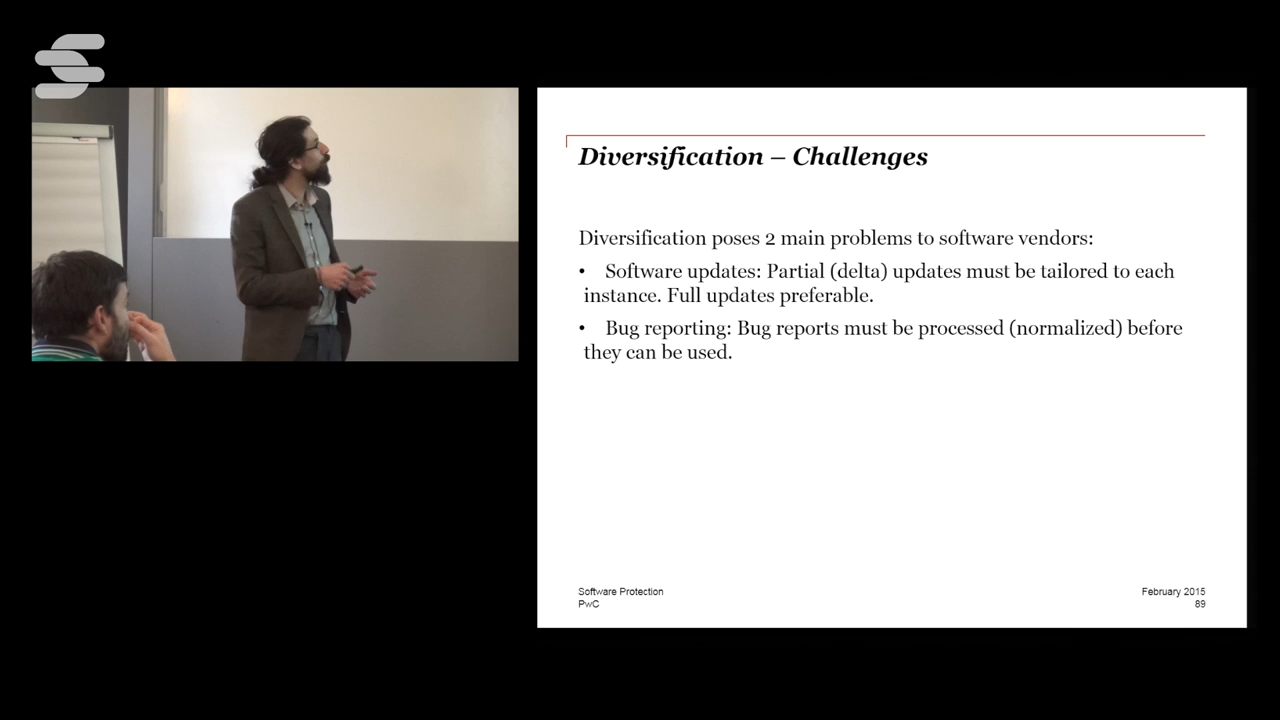 Diversification – Challenges
Diversification poses 2 main problems to software vendors:
• Software updates: Partial (delta) updates must be tailored to each
instance. Full updates preferable.
• Bug reporting: Bug reports must be processed (normalized) before
they can be used.
Software Protection
PwC
February 2015
89